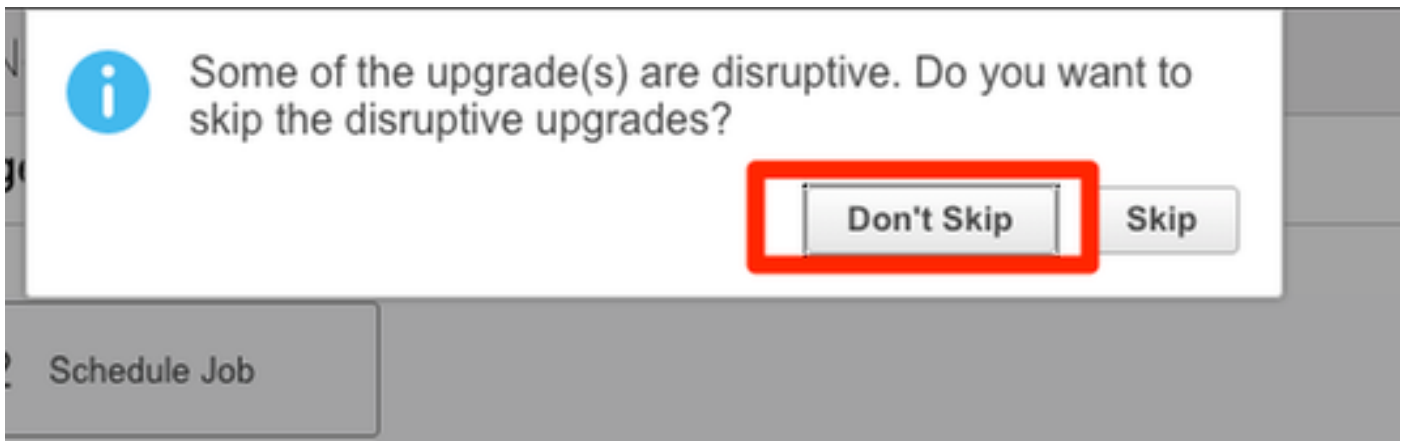 Some of the upgrade(s) are disruptive. Do you want to
skip the disruptive upgrades?
Don't Skip
Skip
Schedule Job